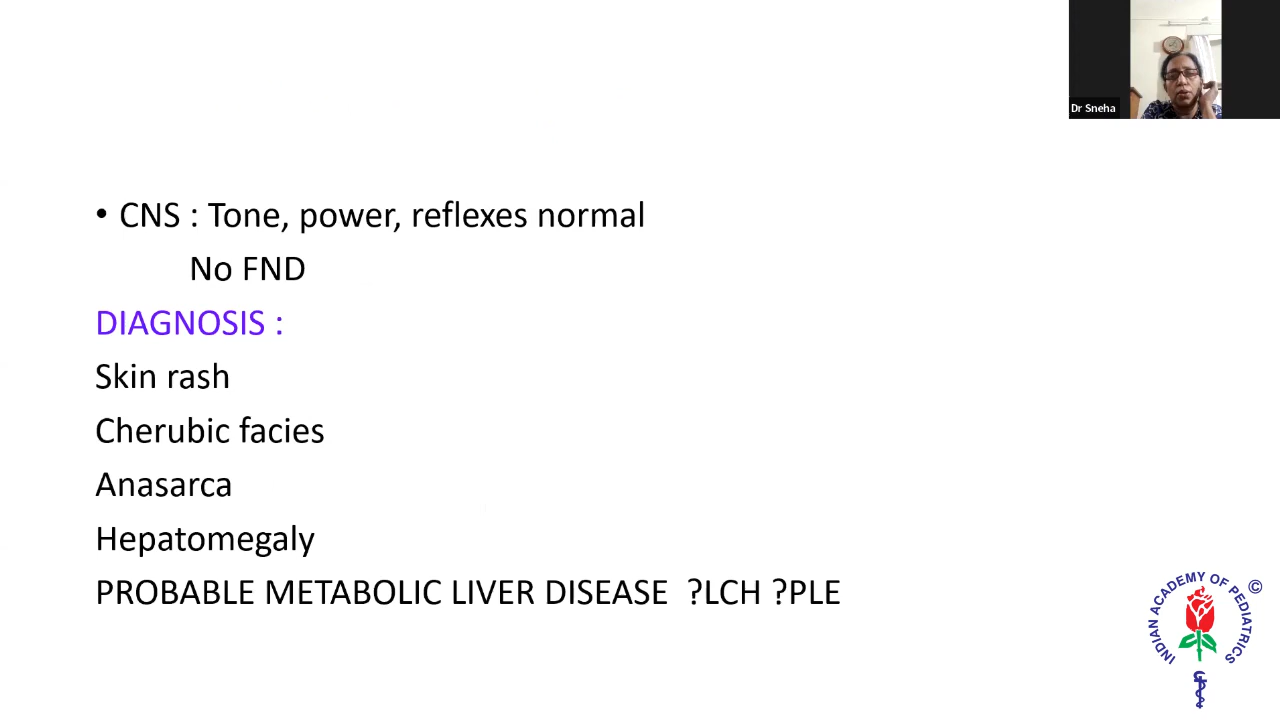 Dr Sneha
• CNS : Tone, power, reflexes normal
No FND
DIAGNOSIS :
Skin rash
Cherubic facies
Anasarca
Hepatomegaly
PROBABLE METABOLIC LIVER DISEASE ?LCH ?PLE
INDIAN ACADEMY OF PEDIATRICS
©